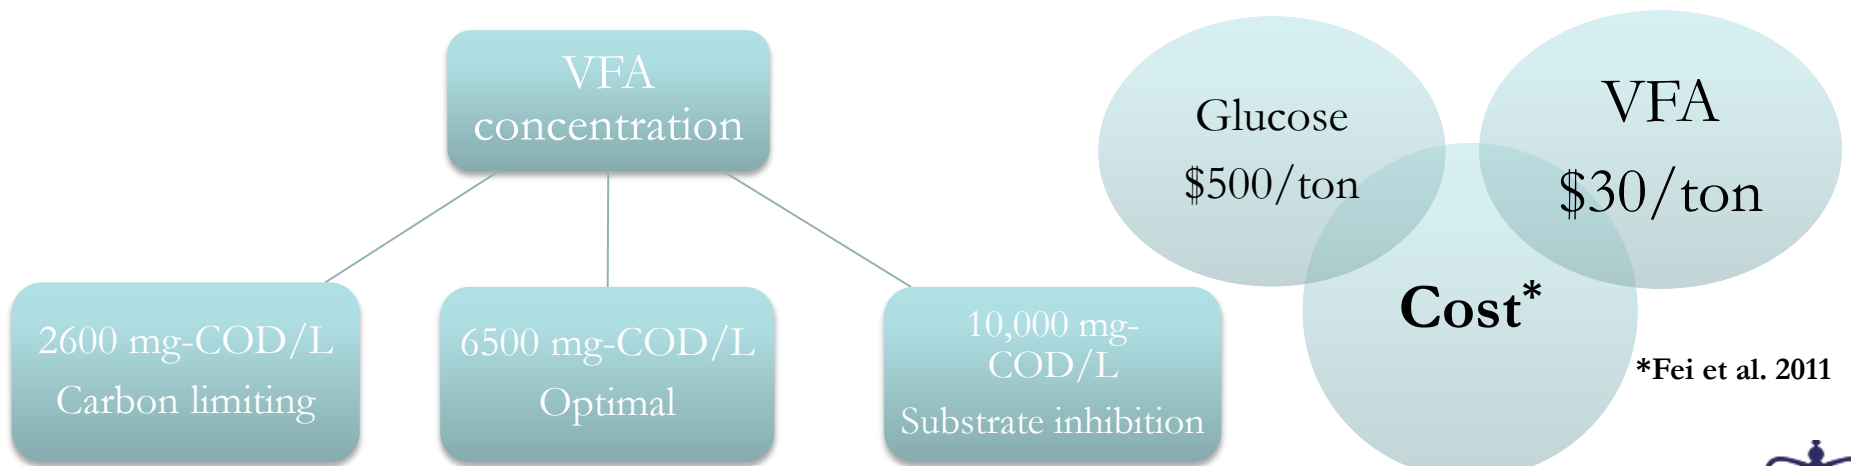 VFA
concentration
2600 mg-COD/L
Carbon limiting
6500 mg-COD/L
Optimal
10,000 mg-
COD/L
Substrate inhibition
Glucose
$500/ton
VFA
$30/ton
Cost*
*Fei et al. 2011